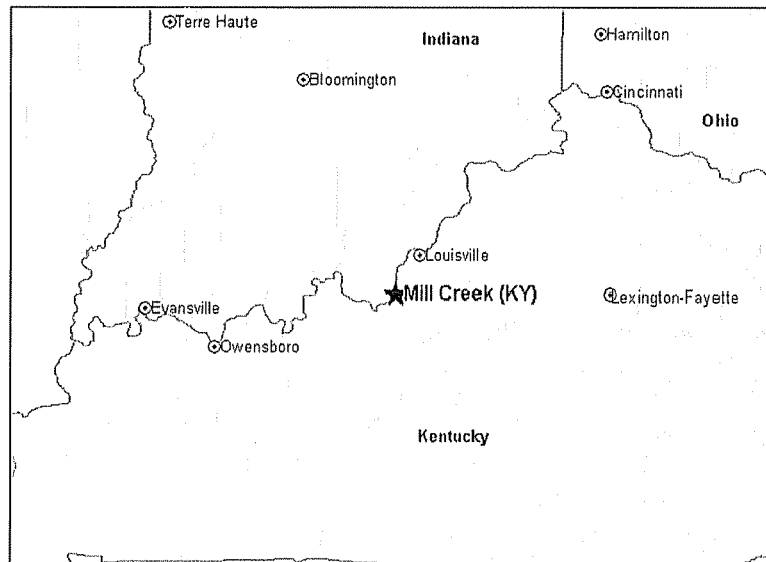 Terre Haute
Indiana
Hamilton
Bloomington
Cincinnati
Ohio
Louisville
Mill Creek (KY)
Lexington-Fayette
Evansville
Owensboro
Kentucky